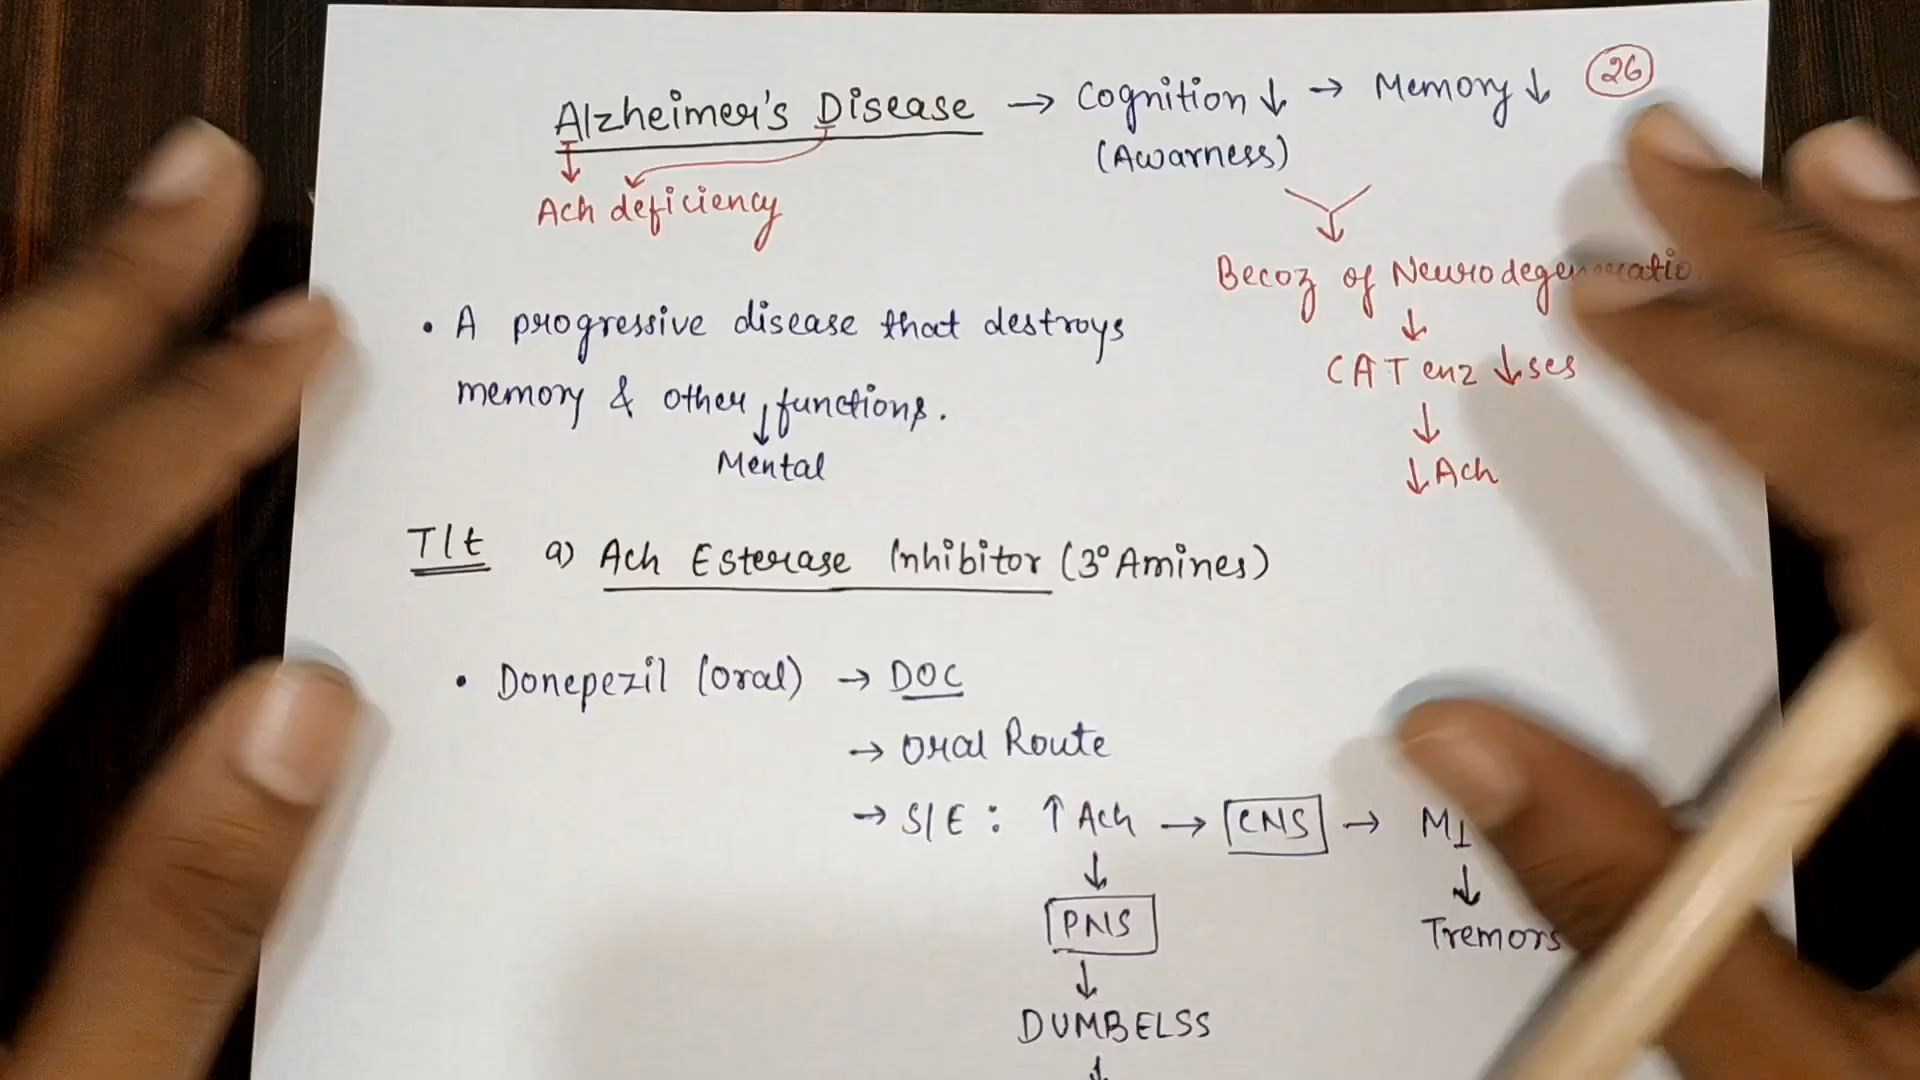 Alzheimer's Disease → Cognition ↓ → Memory ↓ 26
(Awarness)
Ach deficiency
Becoz of Neurodegeneratio
• A progressive disease that destroys
memory & other functions.
Mental
CAT enz ↓ses
↓ Ach
T/t a) Ach Esterase Inhibitor (3° Amines)
• Donepezil (oral) → DOC
→ Oral Route
→ S/E : ↑ Ach → CNS → M1
PNS
Tremors
DUMBELSS